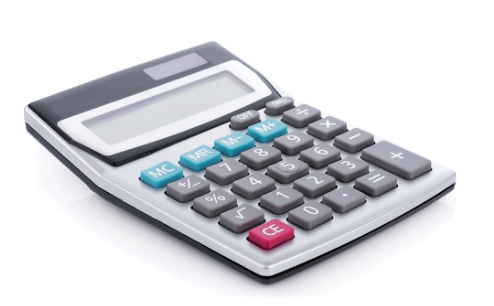 OFF
MC MR M− M+ ÷
+/− 7 8 9 ×
% 4 5 6 −
√ 1 2 3 +
CE 0 . =